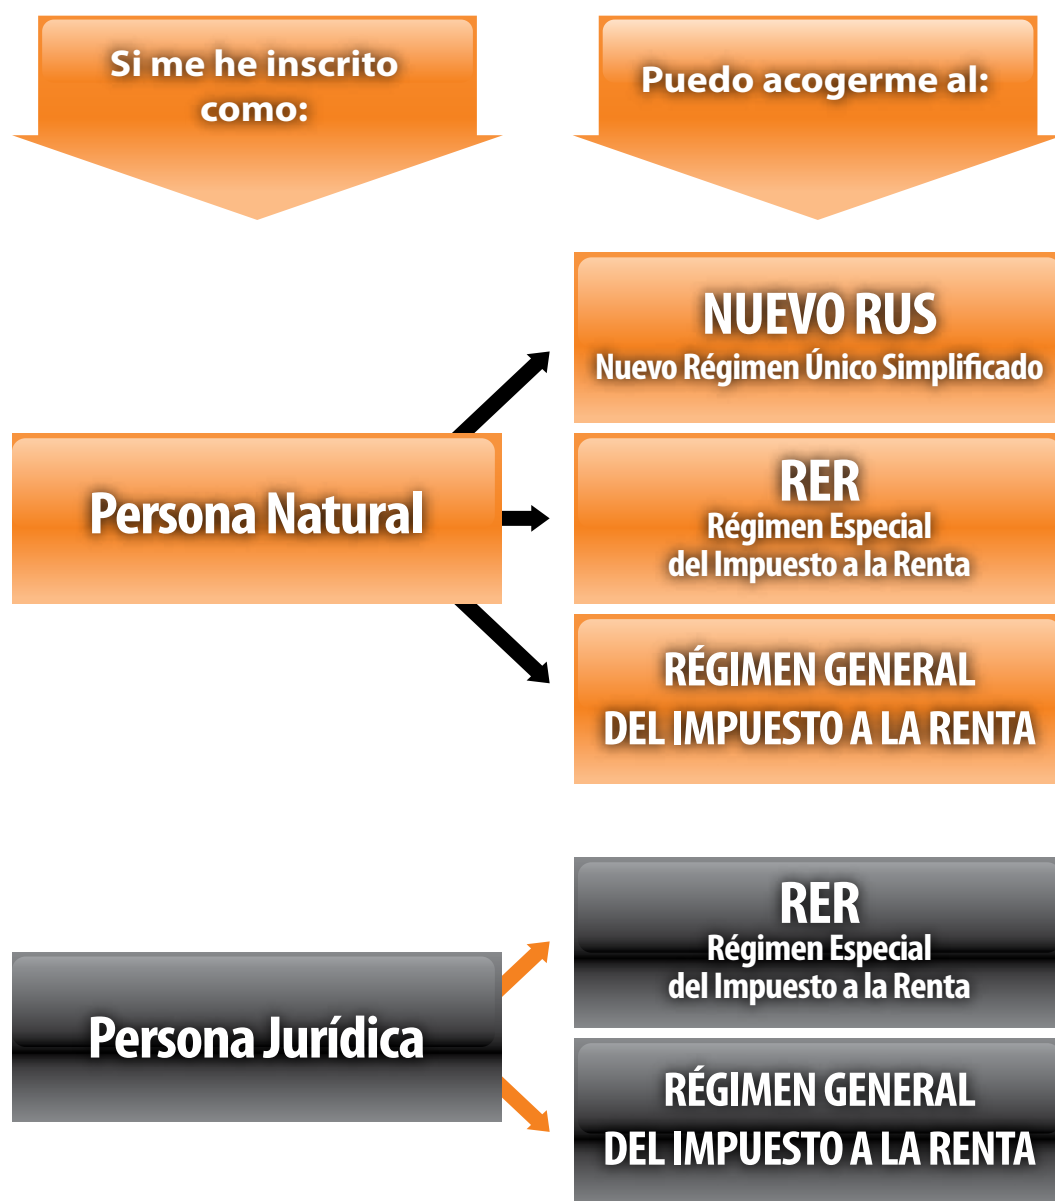 Si me he inscrito
como:
Puedo acogerme al:
NUEVO RUS
Nuevo Régimen Único Simplificado
Persona Natural
RER
Régimen Especial
del Impuesto a la Renta
RÉGIMEN GENERAL
DEL IMPUESTO A LA RENTA
Persona Jurídica
RER
Régimen Especial
del Impuesto a la Renta
RÉGIMEN GENERAL
DEL IMPUESTO A LA RENTA